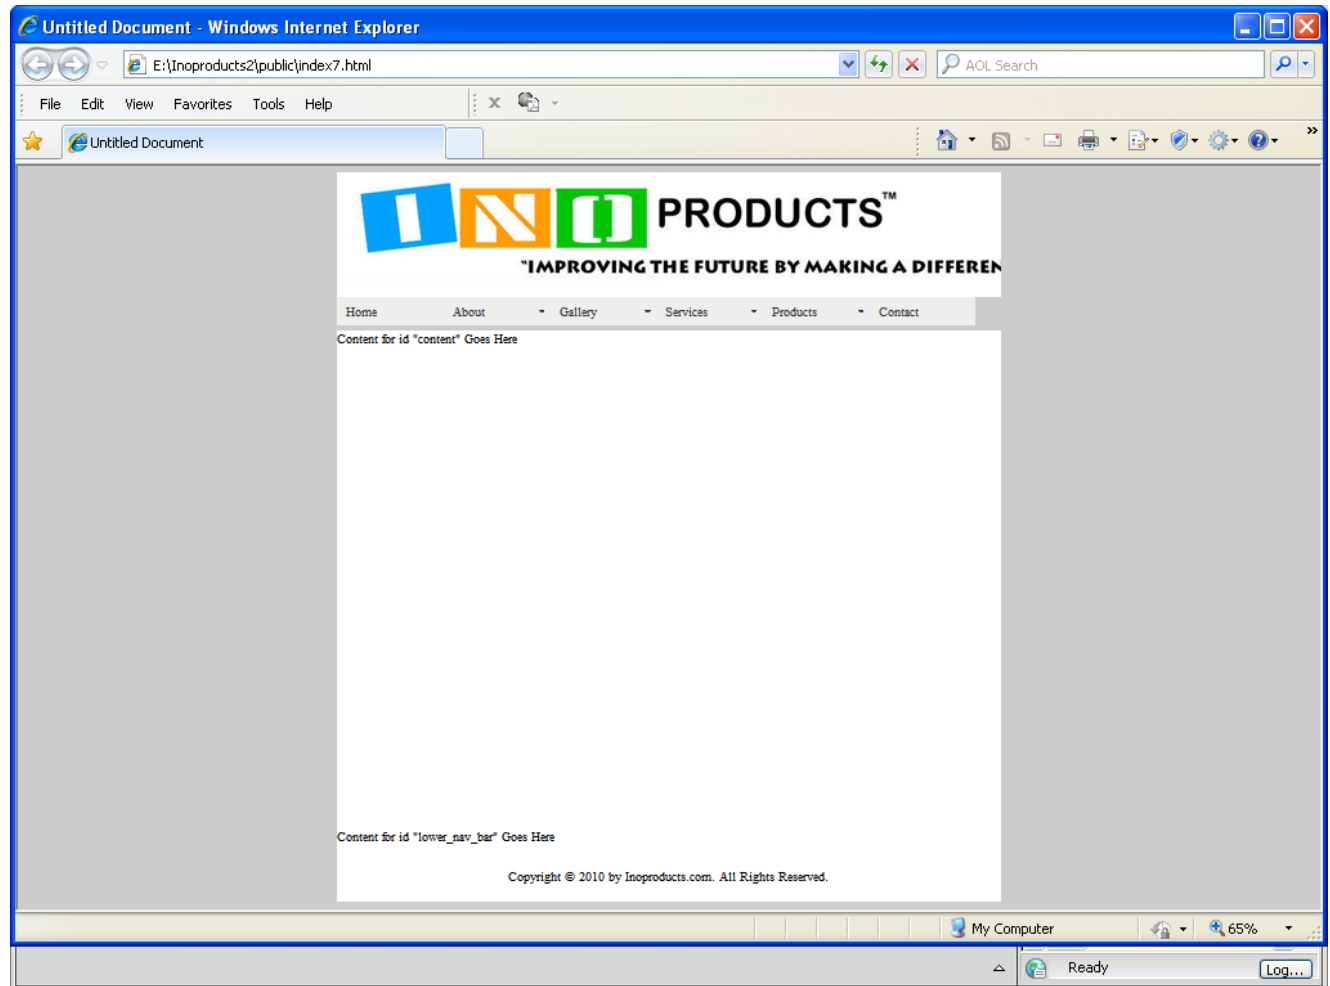 Untitled Document - Windows Internet Explorer
E:\Inoproducts2\public\index7.html
AOL Search
File Edit View Favorites Tools Help
Untitled Document
INO PRODUCTS™
"IMPROVING THE FUTURE BY MAKING A DIFFEREN
Home About Gallery Services Products Contact
Content for id "content" Goes Here
Content for id "lower_nav_bar" Goes Here
Copyright © 2010 by Inoproducts.com. All Rights Reserved.
My Computer 65%
Ready Log...